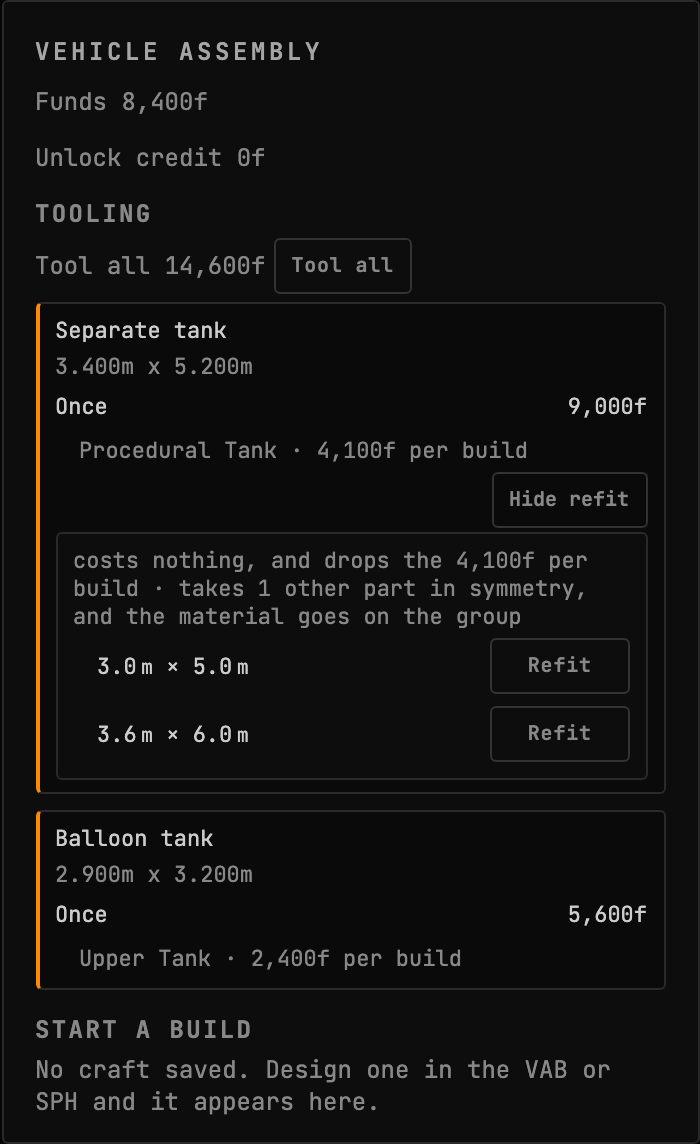 VEHICLE ASSEMBLY
Funds 8,400f
Unlock credit 0f
TOOLING
Tool all 14,600f Tool all
Separate tank
3.400m x 5.200m
Once 9,000f
Procedural Tank · 4,100f per build
Hide refit
costs nothing, and drops the 4,100f per
build · takes 1 other part in symmetry,
and the material goes on the group
3.0 m × 5.0 m Refit
3.6 m × 6.0 m Refit
Balloon tank
2.900m x 3.200m
Once 5,600f
Upper Tank · 2,400f per build
START A BUILD
No craft saved. Design one in the VAB or
SPH and it appears here.